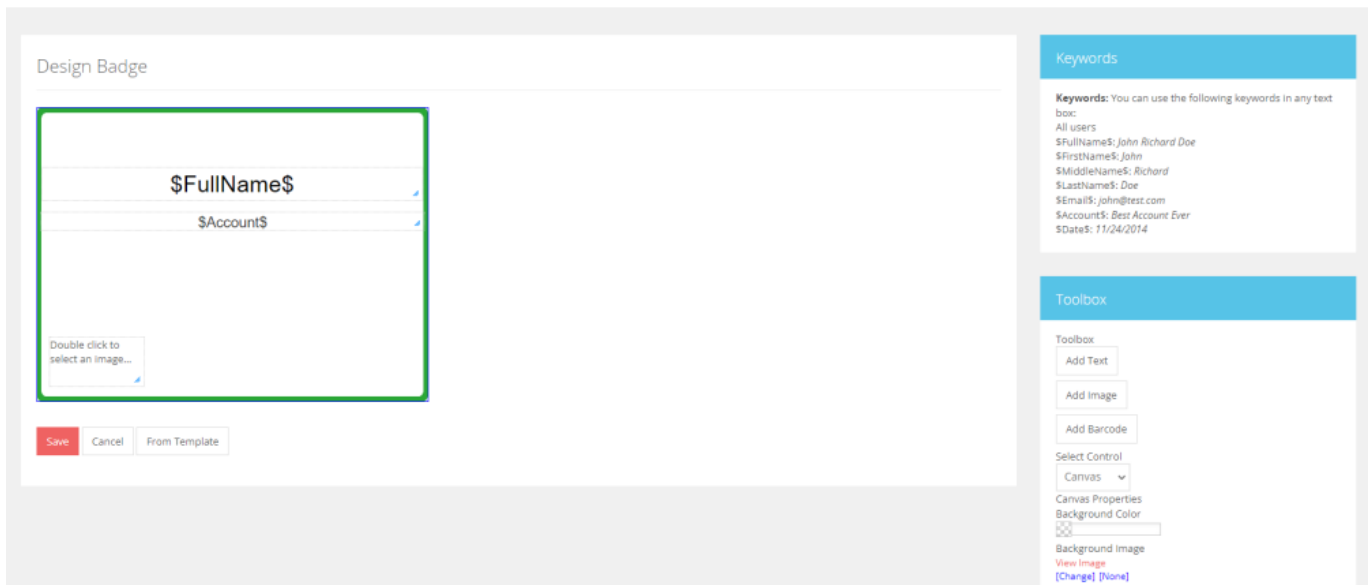 Design Badge
$FullName$
$Account$
Double click to
select an image...
Save
Cancel
From Template
Keywords
Keywords: You can use the following keywords in any text
box:
All users
$FullName$: John Richard Doe
$FirstName$: John
$MiddleName$: Richard
$LastName$: Doe
$Email$: john@test.com
$Account$: Best Account Ever
$Date$: 11/24/2014
Toolbox
Toolbox
Add Text
Add Image
Add Barcode
Select Control
Canvas
Canvas Properties
Background Color
Background Image
View Image
[Change] [None]